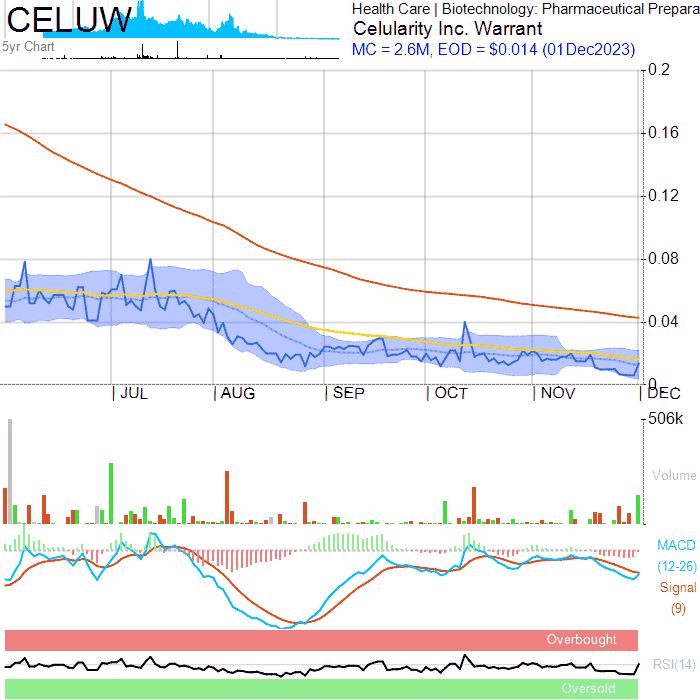 CELUW
Health Care | Biotechnology: Pharmaceutical Prepara
Celularity Inc. Warrant
5yr Chart
MC = 2.6M, EOD = $0.014 (01Dec2023)
0.2
0.16
0.12
0.08
0.04
0
| JUL | AUG | SEP | OCT | NOV | DEC
506k
Volume
MACD
(12-26)
Signal
(9)
Overbought
RSI(14)
Oversold